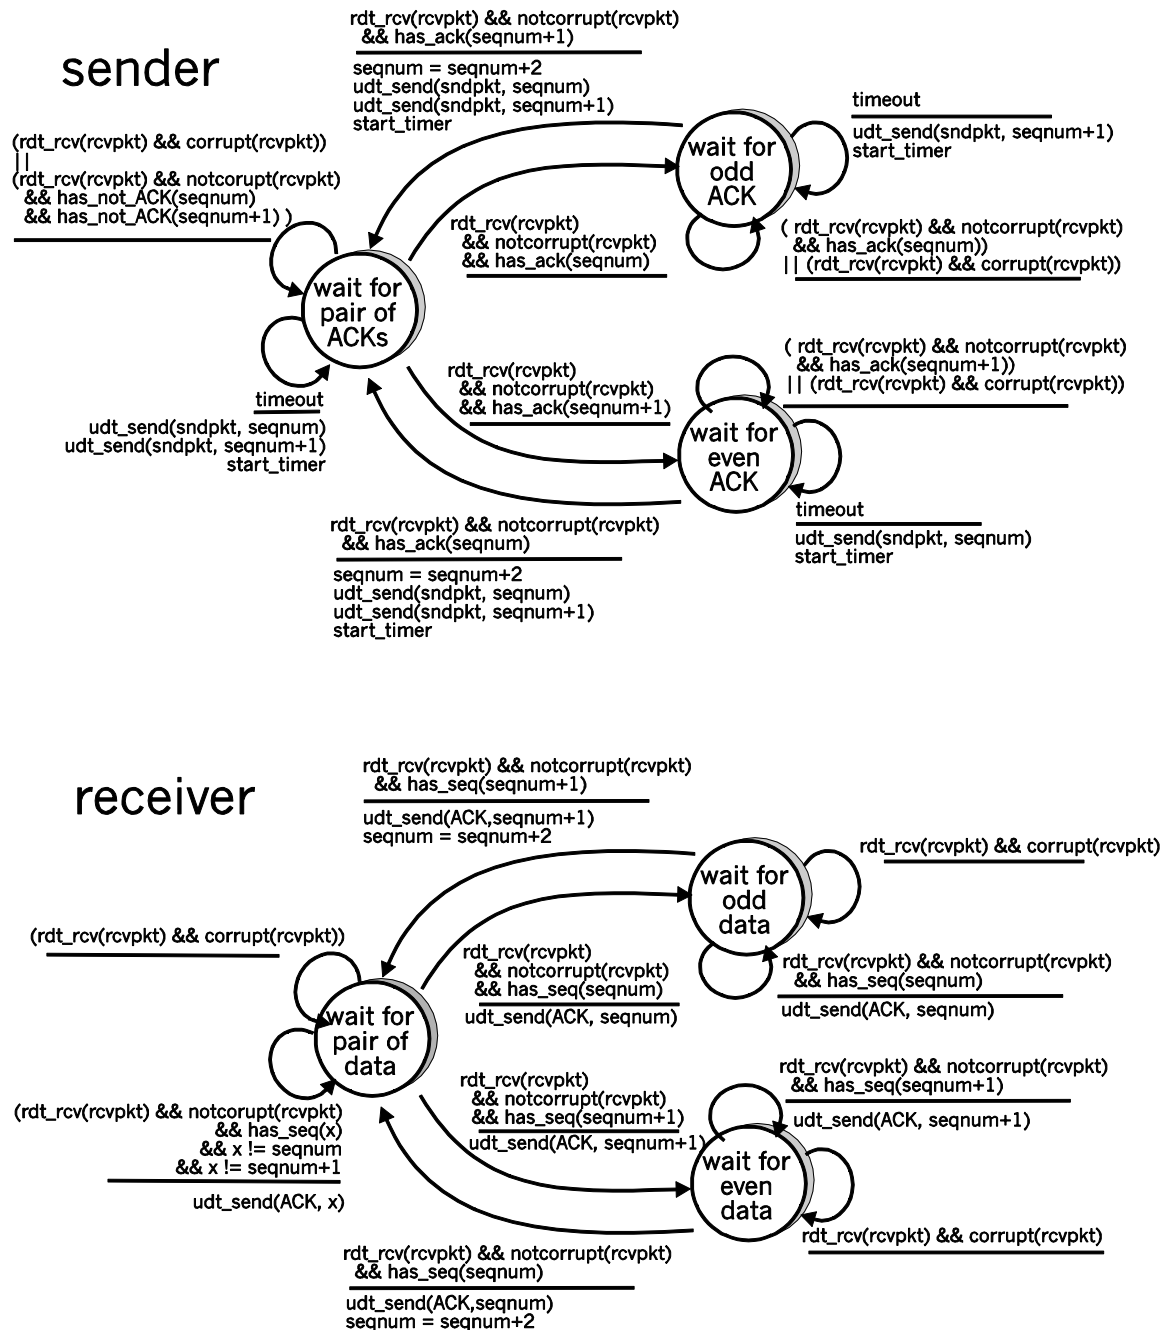 sender
rdt_rcv(rcvpkt) && notcorrupt(rcvpkt)
&& has_ack(seqnum+1)
seqnum = seqnum+2
udt_send(sndpkt, seqnum)
udt_send(sndpkt, seqnum+1)
start_timer
timeout
udt_send(sndpkt, seqnum+1)
start_timer
(rdt_rcv(rcvpkt) && corrupt(rcvpkt))
||
(rdt_rcv(rcvpkt) && notcorupt(rcvpkt)
&& has_not_ACK(seqnum)
&& has_not_ACK(seqnum+1) )
wait for
odd
ACK
rdt_rcv(rcvpkt)
&& notcorrupt(rcvpkt)
&& has_ack(seqnum)
( rdt_rcv(rcvpkt) && notcorrupt(rcvpkt)
&& has_ack(seqnum))
|| (rdt_rcv(rcvpkt) && corrupt(rcvpkt))
wait for
pair of
ACKs
timeout
udt_send(sndpkt, seqnum)
udt_send(sndpkt, seqnum+1)
start_timer
rdt_rcv(rcvpkt)
&& notcorrupt(rcvpkt)
&& has_ack(seqnum+1)
( rdt_rcv(rcvpkt) && notcorrupt(rcvpkt)
&& has_ack(seqnum+1))
|| (rdt_rcv(rcvpkt) && corrupt(rcvpkt))
wait for
even
ACK
timeout
udt_send(sndpkt, seqnum)
start_timer
rdt_rcv(rcvpkt) && notcorrupt(rcvpkt)
&& has_ack(seqnum)
seqnum = seqnum+2
udt_send(sndpkt, seqnum)
udt_send(sndpkt, seqnum+1)
start_timer
receiver
rdt_rcv(rcvpkt) && notcorrupt(rcvpkt)
&& has_seq(seqnum+1)
udt_send(ACK,seqnum+1)
seqnum = seqnum+2
rdt_rcv(rcvpkt) && corrupt(rcvpkt)
wait for
odd
data
(rdt_rcv(rcvpkt) && corrupt(rcvpkt))
rdt_rcv(rcvpkt)
&& notcorrupt(rcvpkt)
&& has_seq(seqnum)
udt_send(ACK, seqnum)
rdt_rcv(rcvpkt) && notcorrupt(rcvpkt)
&& has_seq(seqnum)
udt_send(ACK, seqnum)
wait for
pair of
data
(rdt_rcv(rcvpkt) && notcorupt(rcvpkt)
&& has_seq(x)
&& x != seqnum
&& x != seqnum+1
udt_send(ACK, x)
rdt_rcv(rcvpkt)
&& notcorrupt(rcvpkt)
&& has_seq(seqnum+1)
udt_send(ACK, seqnum+1)
rdt_rcv(rcvpkt) && notcorrupt(rcvpkt)
&& has_seq(seqnum+1)
udt_send(ACK, seqnum+1)
wait for
even
data
rdt_rcv(rcvpkt) && corrupt(rcvpkt)
rdt_rcv(rcvpkt) && notcorrupt(rcvpkt)
&& has_seq(seqnum)
udt_send(ACK,seqnum)
seqnum = seqnum+2